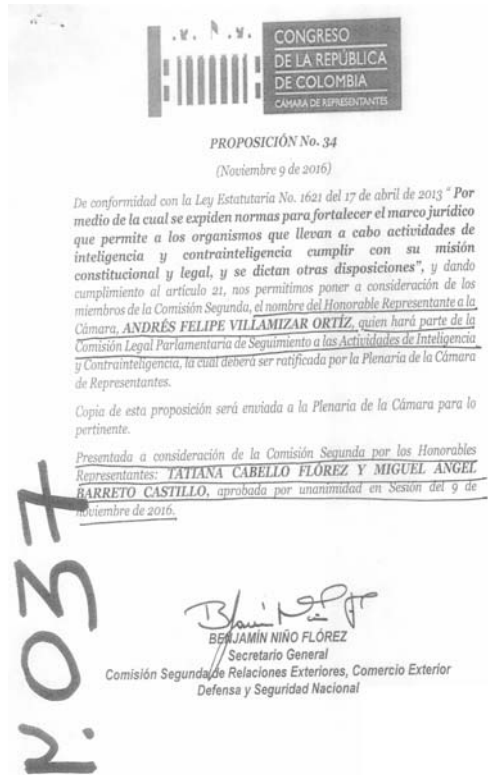 CONGRESO
DE LA REPÚBLICA
DE COLOMBIA
CÁMARA DE REPRESENTANTES
PROPOSICIÓN No. 34
(Noviembre 9 de 2016)
De conformidad con la Ley Estatutaria No. 1621 del 17 de abril de 2013 “ Por
medio de la cual se expiden normas para fortalecer el marco jurídico
que permite a los organismos que llevan a cabo actividades de
inteligencia y contrainteligencia cumplir con su misión
constitucional y legal, y se dictan otras disposiciones”, y dando
cumplimiento al artículo 21, nos permitimos poner a consideración de los
miembros de la Comisión Segunda, el nombre del Honorable Representante a la
Cámara, ANDRÉS FELIPE VILLAMIZAR ORTÍZ, quien hará parte de la
Comisión Legal Parlamentaria de Seguimiento a las Actividades de Inteligencia
y Contrainteligencia, la cual deberá ser ratificada por la Plenaria de la Cámara
de Representantes.
Copia de esta proposición será enviada a la Plenaria de la Cámara para lo
pertinente.
Presentada a consideración de la Comisión Segunda por los Honorables
Representantes: TATIANA CABELLO FLÓREZ Y MIGUEL ÁNGEL
BARRETO CASTILLO, aprobada por unanimidad en Sesión del 9 de
noviembre de 2016.
BENJAMÍN NIÑO FLÓREZ
Secretario General
Comisión Segunda de Relaciones Exteriores, Comercio Exterior
Defensa y Seguridad Nacional
037